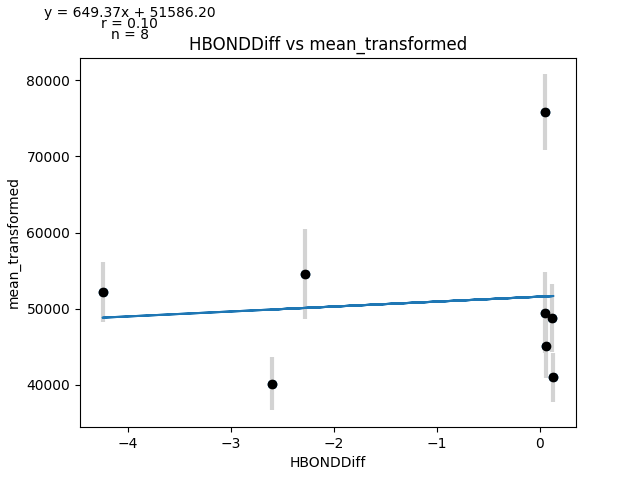 y = 649.37x + 51586.20
r = 0.10
n = 8
HBONDDiff vs mean_transformed
80000
70000
60000
50000
40000
mean_transformed
−4
−3
−2
−1
0
HBONDDiff